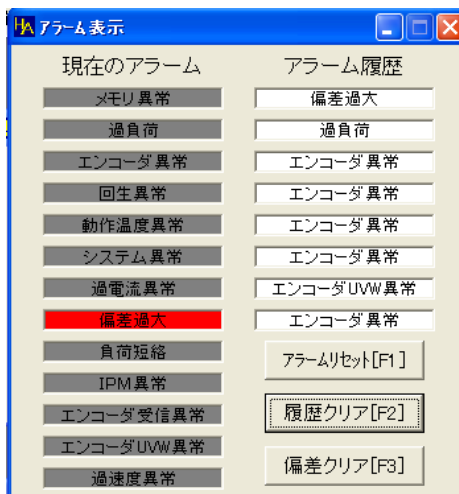 HA アラーム表示
現在のアラーム
メモリ異常
過負荷
エンコーダ異常
回生異常
動作温度異常
システム異常
過電流異常
偏差過大
負荷短絡
IPM異常
エンコーダ受信異常
エンコーダUVW異常
過速度異常
アラーム履歴
偏差過大
過負荷
エンコーダ異常
エンコーダ異常
エンコーダ異常
エンコーダ異常
エンコーダUVW異常
エンコーダ異常
アラームリセット[F1]
履歴クリア[F2]
偏差クリア[F3]